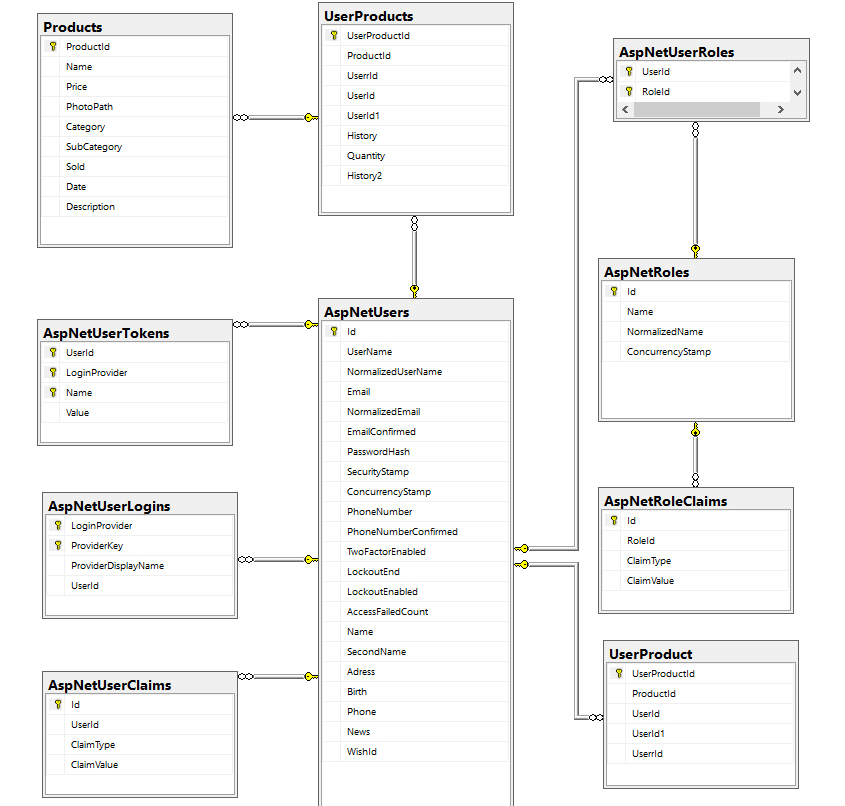 Products
ProductId
Name
Price
PhotoPath
Category
SubCategory
Sold
Date
Description
UserProducts
UserProductId
ProductId
UserrId
UserId
UserId1
History
Quantity
History2
AspNetUserRoles
UserId
RoleId
AspNetRoles
Id
Name
NormalizedName
ConcurrencyStamp
AspNetUserTokens
UserId
LoginProvider
Name
Value
AspNetUsers
Id
UserName
NormalizedUserName
Email
NormalizedEmail
EmailConfirmed
PasswordHash
SecurityStamp
ConcurrencyStamp
PhoneNumber
PhoneNumberConfirmed
TwoFactorEnabled
LockoutEnd
LockoutEnabled
AccessFailedCount
Name
SecondName
Adress
Birth
Phone
News
WishId
AspNetUserLogins
LoginProvider
ProviderKey
ProviderDisplayName
UserId
AspNetRoleClaims
Id
RoleId
ClaimType
ClaimValue
AspNetUserClaims
Id
UserId
ClaimType
ClaimValue
UserProduct
UserProductId
ProductId
UserId
UserId1
UserrId